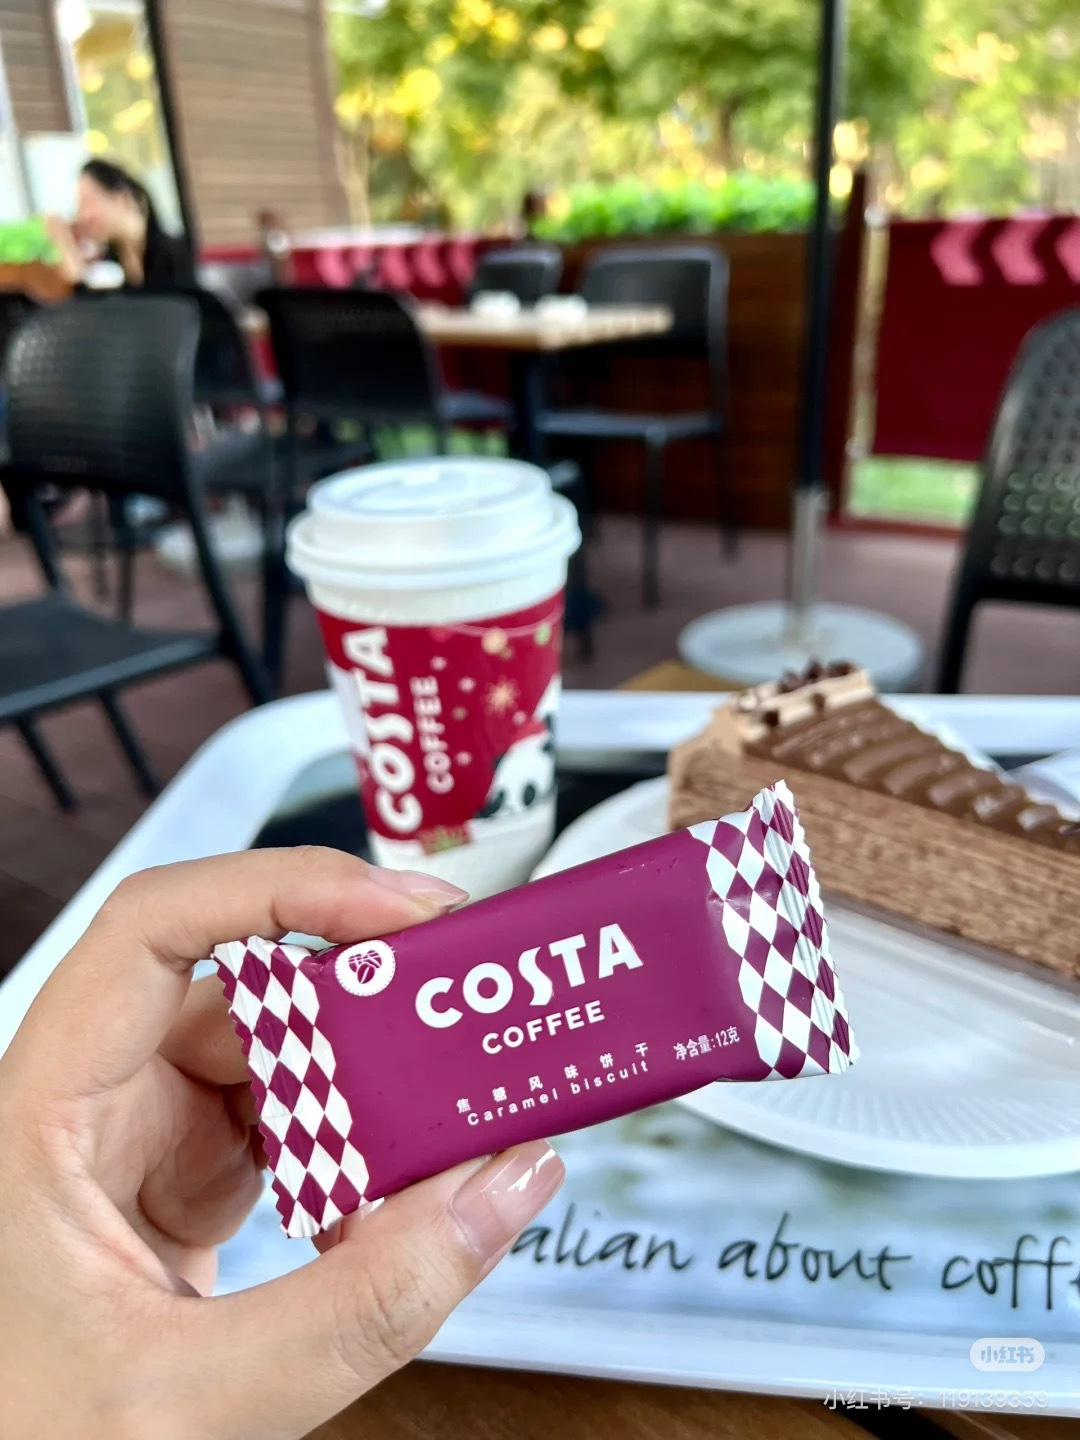 COSTA
COFFEE
COSTA
COFFEE
焦糖风味饼干
Caramel biscuit
净含量:12克
alian about coff
小红书
小红书号：119139359